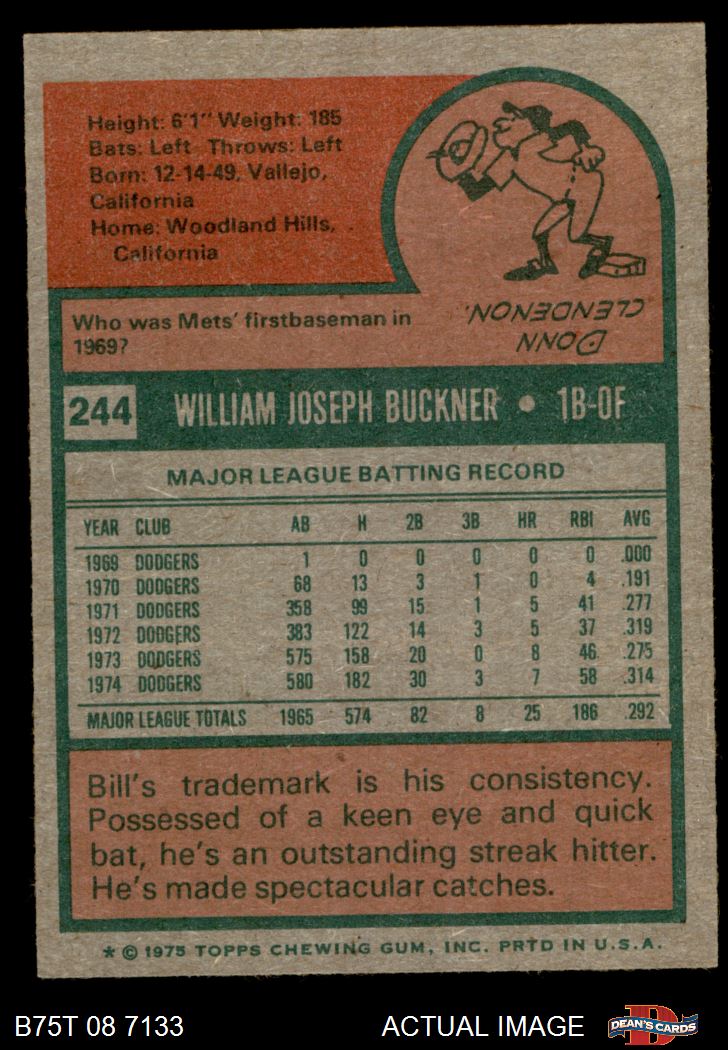 Height: 6'1" Weight: 185
Bats: Left Throws: Left
Born: 12-14-49, Vallejo,
California
Home: Woodland Hills,
California
Who was Mets' firstbaseman in
1969?
DONN
CLENDENON.
244 WILLIAM JOSEPH BUCKNER • 1B-OF
MAJOR LEAGUE BATTING RECORD
YEAR CLUB AB H 2B 3B HR RBI AVG
1969 DODGERS 1 0 0 0 0 0 .000
1970 DODGERS 68 13 3 1 0 4 .191
1971 DODGERS 358 99 15 1 5 41 .277
1972 DODGERS 383 122 14 3 5 37 .319
1973 DODGERS 575 158 20 0 8 46 .275
1974 DODGERS 580 182 30 3 7 58 .314
MAJOR LEAGUE TOTALS 1965 574 82 8 25 186 .292
Bill's trademark is his consistency.
Possessed of a keen eye and quick
bat, he's an outstanding streak hitter.
He's made spectacular catches.
* © 1975 TOPPS CHEWING GUM, INC. PRTD IN U.S.A.
B75T 08 7133 ACTUAL IMAGE DEAN'S CARDS